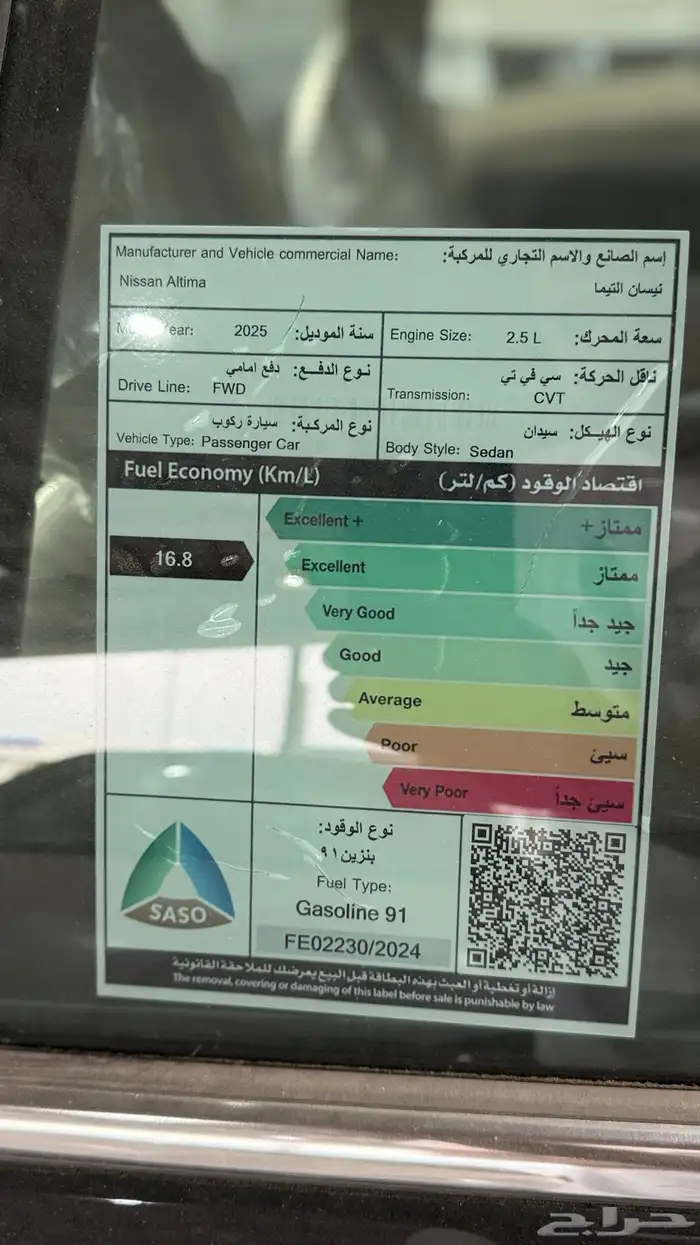 Manufacturer and Vehicle commercial Name: إسم الصانع والاسم التجاري للمركبة:
Nissan Altima نيسان التيما
Year: 2025 سنة الموديل:
Engine Size: 2.5 L سعة المحرك:
نوع الدفع: دفع امامي
Drive Line: FWD
ناقل الحركة: سي في تي
Transmission: CVT
نوع المركبة: سيارة ركوب
Vehicle Type: Passenger Car
نوع الهيكل: سيدان
Body Style: Sedan
Fuel Economy (Km/L) اقتصاد الوقود (كم/لتر)
Excellent + ممتاز+
16.8
Excellent ممتاز
Very Good جيد جداً
Good جيد
Average متوسط
Poor سيئ
Very Poor سيئ جداً
SASO
نوع الوقود:
بنزين ٩١
Fuel Type:
Gasoline 91
FE02230/2024
إزالة أو تغطية أو العبث بهذه البطاقة قبل البيع يعرضك للملاحقة القانونية
The removal, covering or damaging of this label before sale is punishable by law
حراج